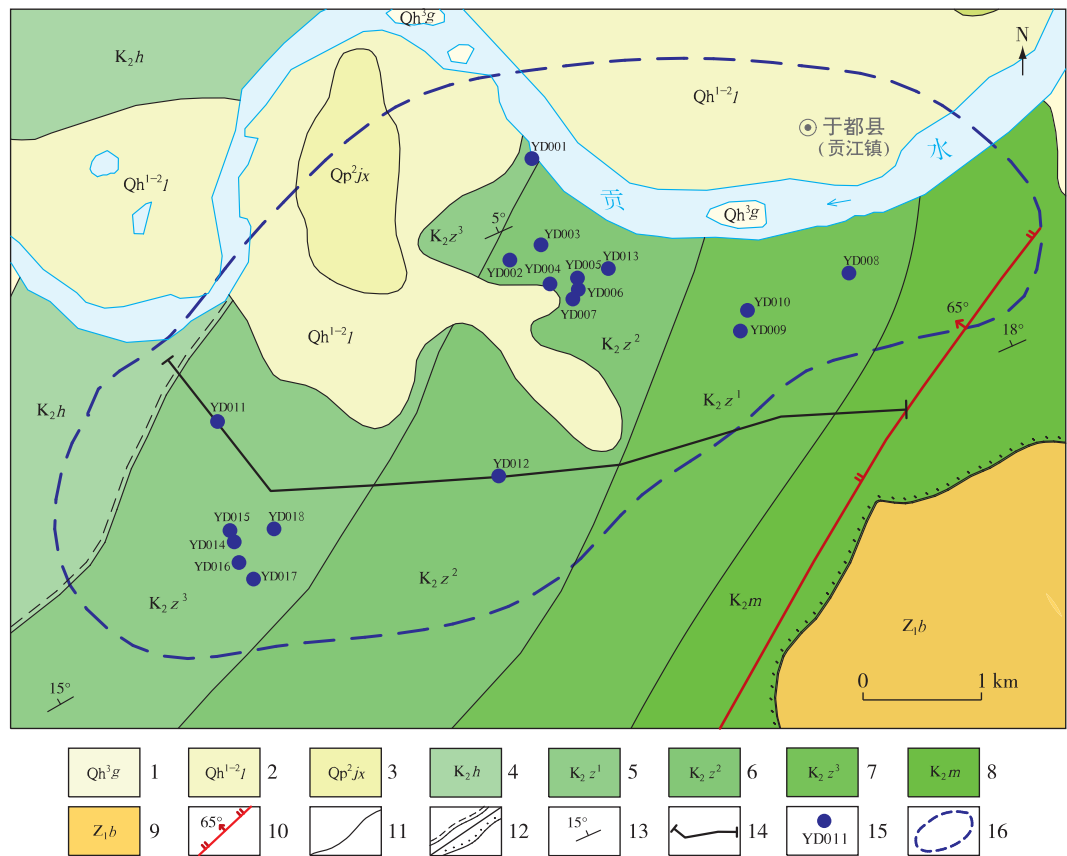 Qh³g
K₂h
N
Qh¹⁻²l
于都县
(贡江镇)
水
YD001
Qp²jx
Qh¹⁻²l
贡
Qh³g
5°
K₂z³
YD003
YD002
YD004
YD005
YD013
YD006
YD007
YD008
YD010
YD009
65°
18°
Qh¹⁻²l
K₂z²
K₂h
K₂z¹
YD011
YD012
YD015
YD018
YD014
YD016
YD017
K₂z³
K₂z²
K₂m
Z₁b
15°
0 1 km
Qh³g 1 Qh¹⁻²l 2 Qp²jx 3 K₂h 4 K₂z¹ 5 K₂z² 6 K₂z³ 7 K₂m 8
Z₁b 9 65° 10 11 12 15° 13 14 YD011 15 16